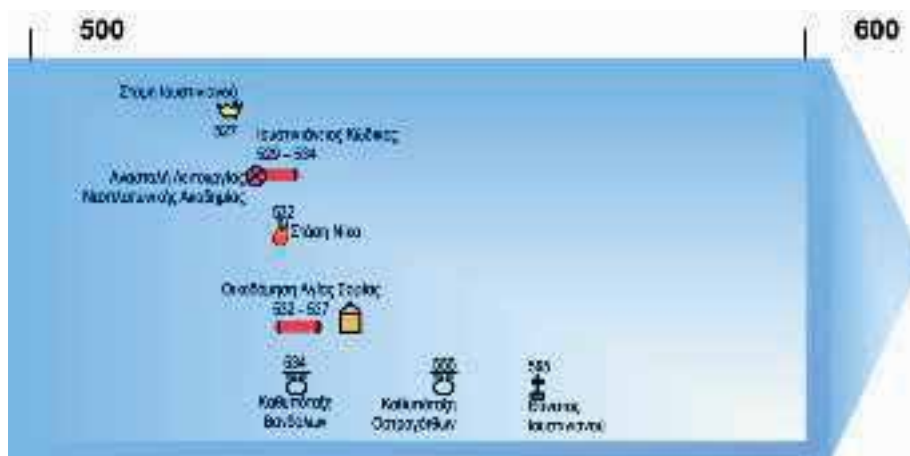 500
600
Στέψη Ιουστινιανού
527
Ιουστινιάνειος Κώδικας
529 – 534
Αναστολή λειτουργίας
Νεοπλατωνικής Ακαδημίας
532
Στάση Νίκα
Οικοδόμηση Αγίας Σοφίας
532 – 537
534
Καθυπόταξη
Βανδάλων
555
Καθυπόταξη
Οστρογότθων
565
Θάνατος
Ιουστινιανού